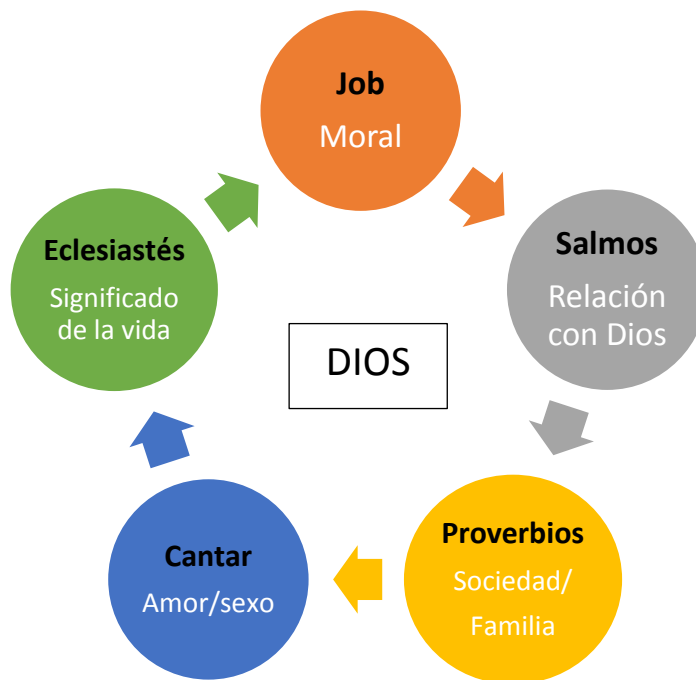 Job
Moral
Salmos
Relación
con Dios
Proverbios
Sociedad/
Familia
Cantar
Amor/sexo
Eclesiastés
Significado
de la vida
DIOS